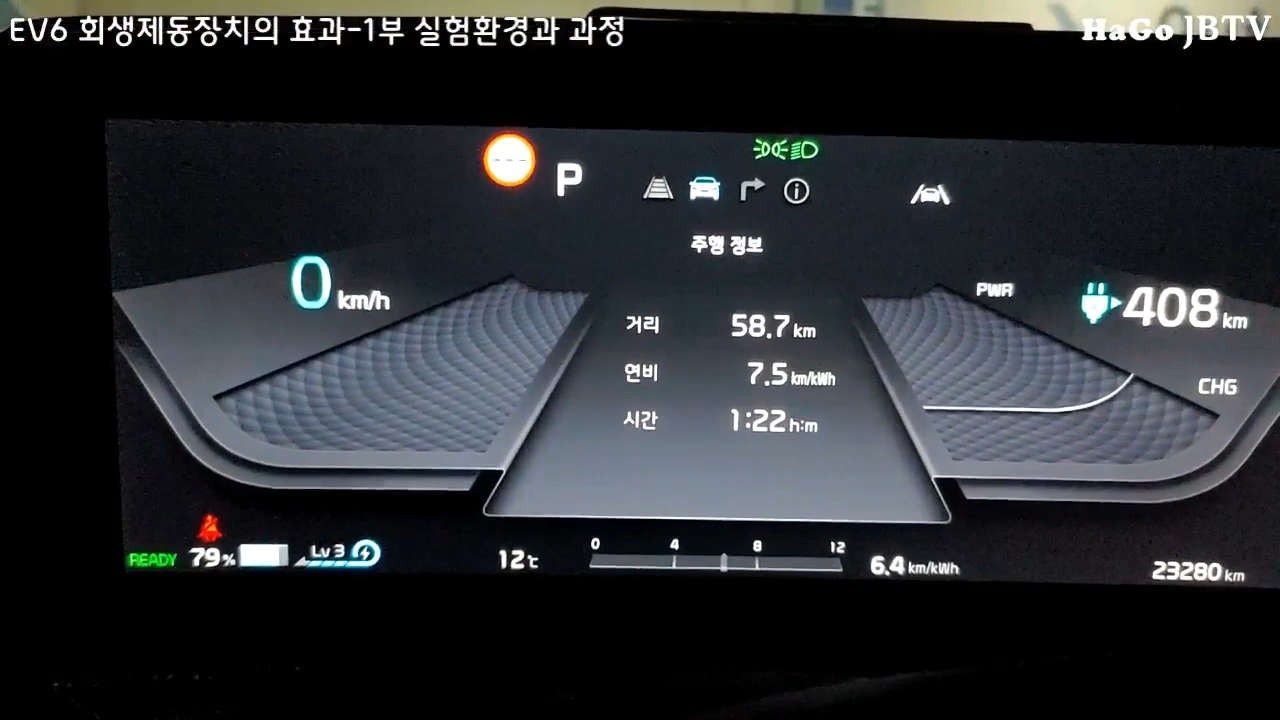 EV6 회생제동장치의 효과-1부 실험환경과 과정
HaGo JBTV
P
주행 정보
0 km/h
PWR
408 km
거리 58.7 km
연비 7.5 km/kWh
CHG
시간 1:22 h:m
READY 79% Lv 3
12℃
0 4 8 12
6.4 km/kWh
23280 km